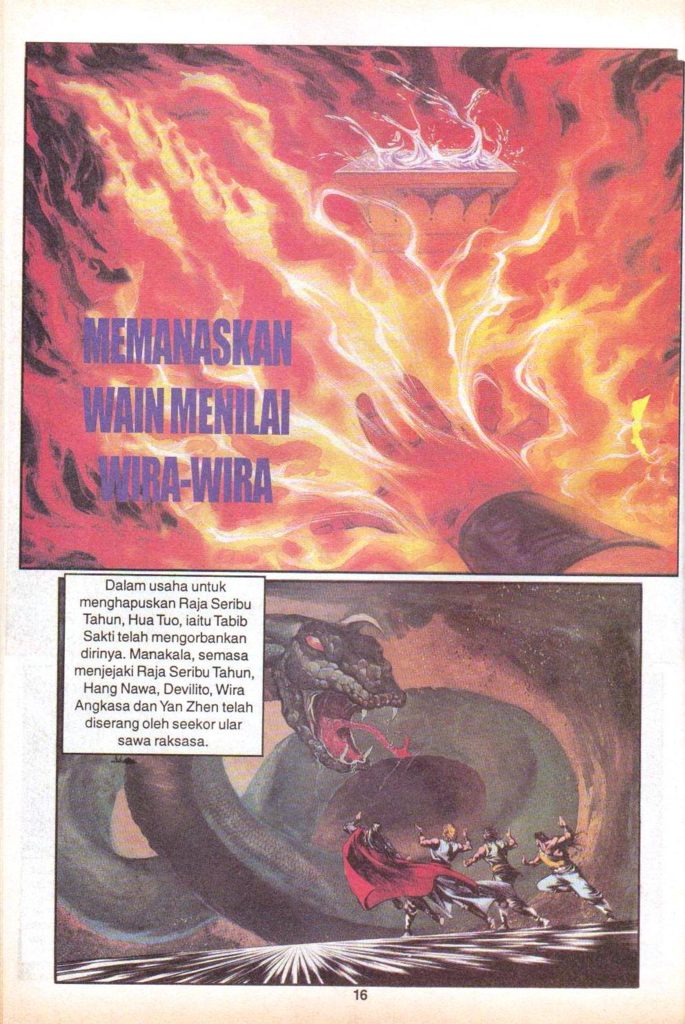 MEMANASKAN
WAIN MENILAI
WIRA-WIRA
Dalam usaha untuk
menghapuskan Raja Seribu
Tahun, Hua Tuo, iaitu Tabib
Sakti telah mengorbankan
dirinya. Manakala, semasa
menjejaki Raja Seribu Tahun,
Hang Nawa, Devilito, Wira
Angkasa dan Yan Zhen telah
diserang oleh seekor ular
sawa raksasa.
16